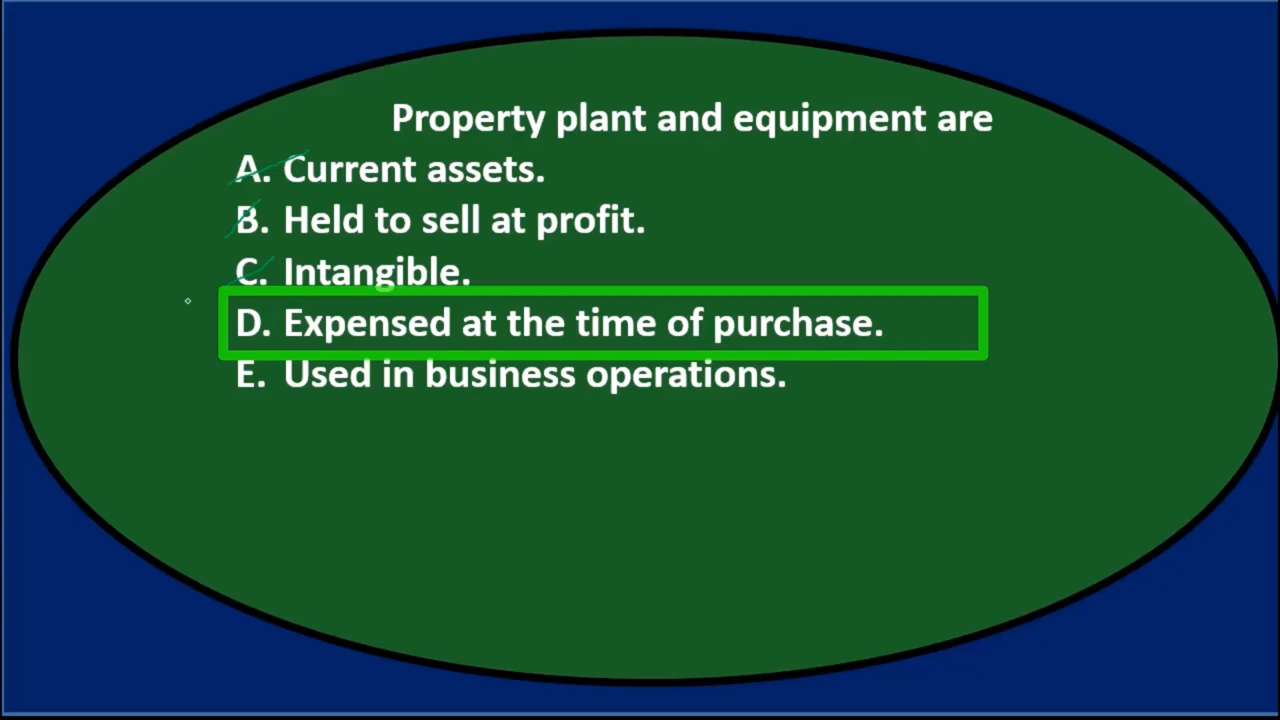 Property plant and equipment are
A. Current assets.
B. Held to sell at profit.
C. Intangible.
D. Expensed at the time of purchase.
E. Used in business operations.